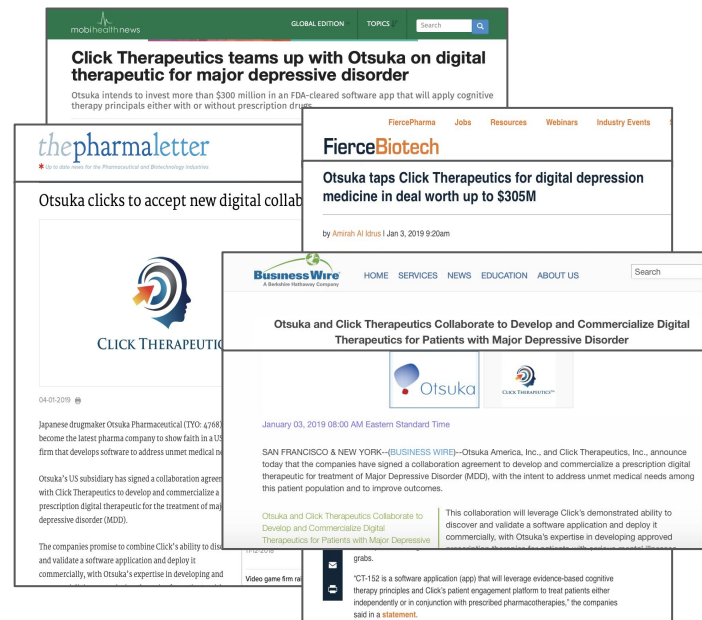 mobihealthnews
GLOBAL EDITION
TOPICS
Search
Click Therapeutics teams up with Otsuka on digital
therapeutic for major depressive disorder
Otsuka intends to invest more than $300 million in an FDA-cleared software app that will apply cognitive
therapy principals either with or without prescription drugs.
thepharmaletter
* Up to date news for the Pharmaceutical and Biotechnology industries
Otsuka clicks to accept new digital collab
CLICK THERAPEUTIC
04-01-2019
Japanese drugmaker Otsuka Pharmaceutical (TYO: 4768)
become the latest pharma company to show faith in a US
firm that develops software to address unmet medical
Otsuka's US subsidiary has signed a collaboration agreem
with Click Therapeutics to develop and commercialize a
prescription digital therapeutic for the treatment of maj
depressive disorder (MDD).
The companies promise to combine Click's ability to disc
and validate a software application and deploy it
commercially, with Otsuka's expertise in developing and
Video game firm ral
FiercePharma
Jobs
Resources
Webinars
Industry Events
FierceBiotech
Otsuka taps Click Therapeutics for digital depression
medicine in deal worth up to $305M
by Amirah Al Idrus | Jan 3, 2019 9:20am
Business Wire
A Berkshire Hathaway Company
HOME SERVICES NEWS EDUCATION ABOUT US
Search
Otsuka and Click Therapeutics Collaborate to Develop and Commercialize Digital
Therapeutics for Patients with Major Depressive Disorder
Otsuka
CLICK THERAPEUTICS
January 03, 2019 08:00 AM Eastern Standard Time
SAN FRANCISCO & NEW YORK--(BUSINESS WIRE)--Otsuka America, Inc., and Click Therapeutics, Inc., announce
today that the companies have signed a collaboration agreement to develop and commercialize a prescription digital
therapeutic for treatment of Major Depressive Disorder (MDD), with the intent to address unmet medical needs among
this patient population and to improve outcomes.
Otsuka and Click Therapeutics Collaborate to
Develop and Commercialize Digital
Therapeutics for Patients with Major Depressive
This collaboration will leverage Click's demonstrated ability to
discover and validate a software application and deploy it
commercially, with Otsuka's expertise in developing approved
prescription therapies for patients with serious mental illnesses
grabs.
"CT-152 is a software application (app) that will leverage evidence-based cognitive
therapy principles and Click's patient engagement platform to treat patients either
independently or in conjunction with prescribed pharmacotherapies," the companies
said in a statement.